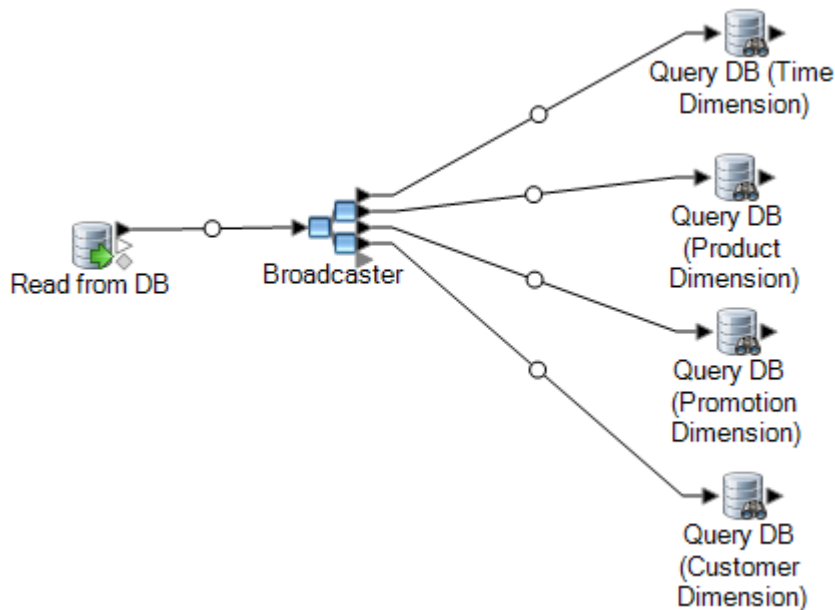 Query DB (Time
Dimension)
Query DB
(Product
Dimension)
Read from DB
Broadcaster
Query DB
(Promotion
Dimension)
Query DB
(Customer
Dimension)